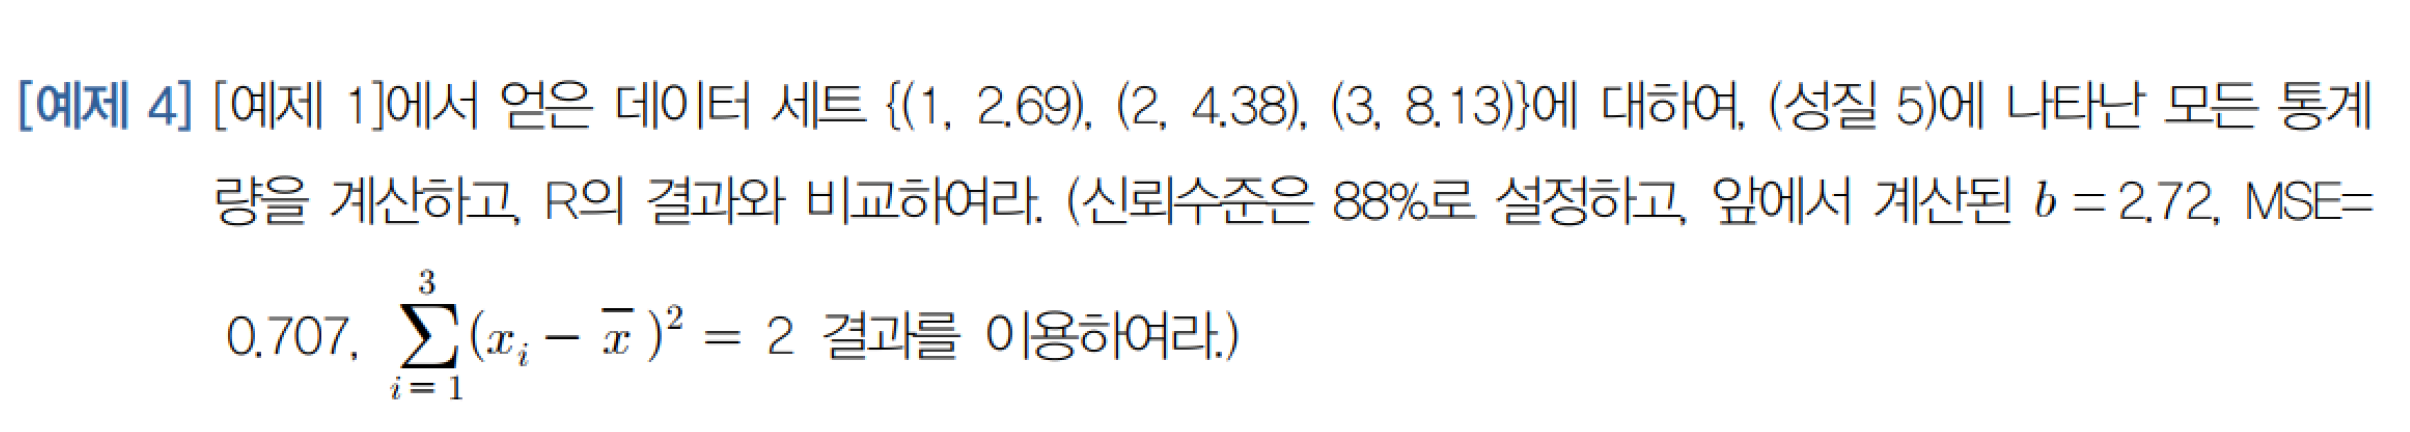 [예제 4] [예제 1]에서 얻은 데이터 세트 {(1, 2.69), (2, 4.38), (3, 8.13)}에 대하여, (성질 5)에 나타난 모든 통계
량을 계산하고, R의 결과와 비교하여라. (신뢰수준은 88%로 설정하고, 앞에서 계산된 b = 2.72, MSE=
0.707, \sum_{i=1}^{3}(x_i - \overline{x})^2 = 2 결과를 이용하여라.)